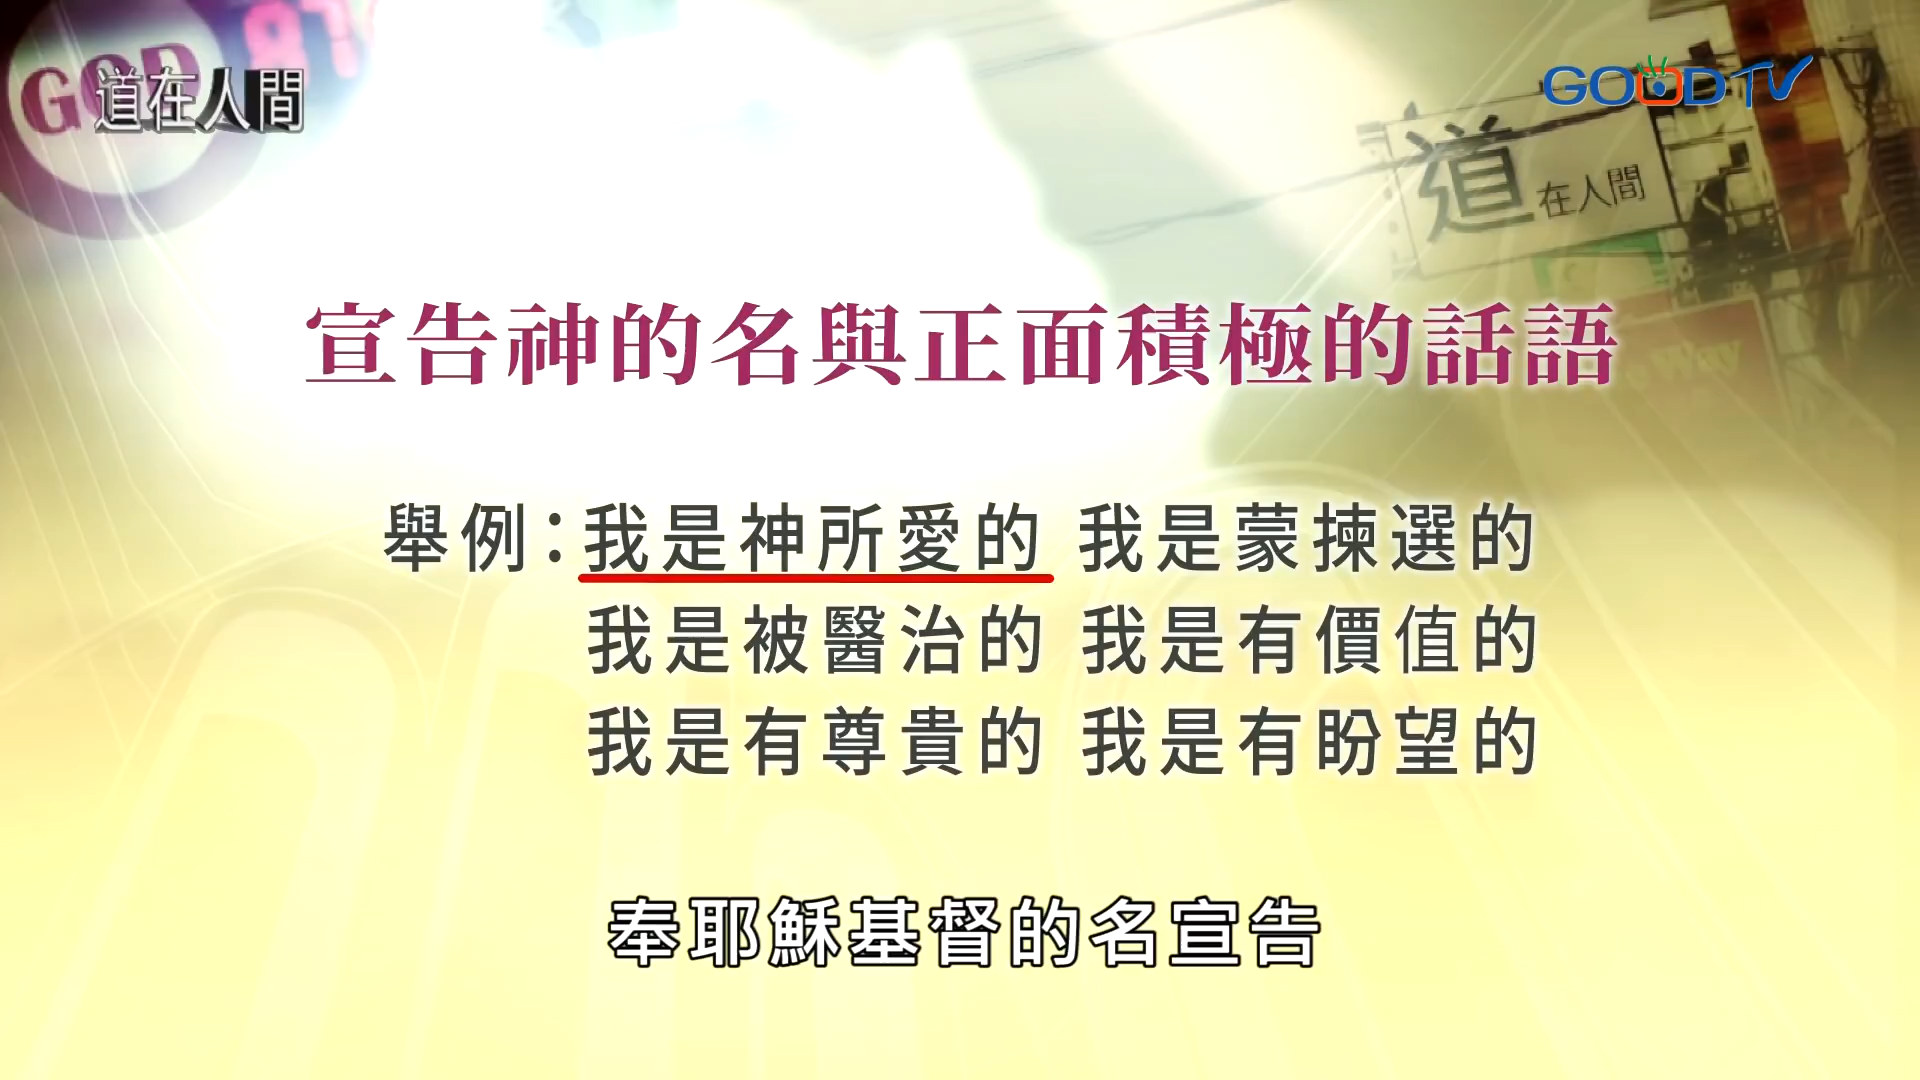 GOD
道在人間
GOOD TV
道在人間
宣告神的名與正面積極的話語
舉例：我是神所愛的 我是蒙揀選的
我是被醫治的 我是有價值的
我是有尊貴的 我是有盼望的
奉耶穌基督的名宣告